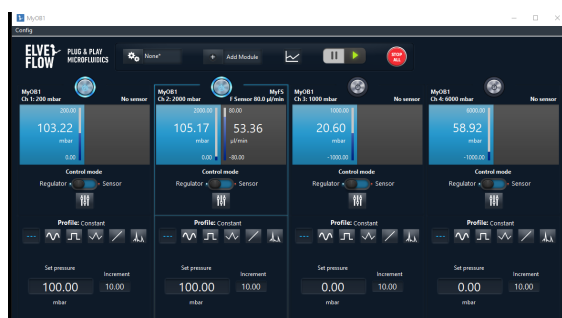 MyOB1
Config
ELVE FLOW PLUG & PLAY MICROFLUIDICS
None*
+ Add Module
STOP ALL
MyOB1
Ch 1: 200 mbar No sensor
200.00
103.22
mbar
0.00
Control mode
Regulator Sensor
Profile: Constant
Set pressure
Increment
100.00 10.00
mbar
MyOB1 MyFS
Ch 2: 2000 mbar F Sensor 80.0 µl/min
2000.00 80.00
105.17 53.36
mbar µl/min
0.00 -80.00
Control mode
Regulator Sensor
Profile: Constant
Set pressure
Increment
100.00 10.00
mbar
MyOB1
Ch 3: 1000 mbar No sensor
1000.00
20.60
mbar
-1000.00
Control mode
Regulator Sensor
Profile: Constant
Set pressure
Increment
0.00 10.00
mbar
MyOB1
Ch 4: 6000 mbar No sensor
6000.00
58.92
mbar
-1000.00
Control mode
Regulator Sensor
Profile: Constant
Set pressure
Increment
0.00 10.00
mbar